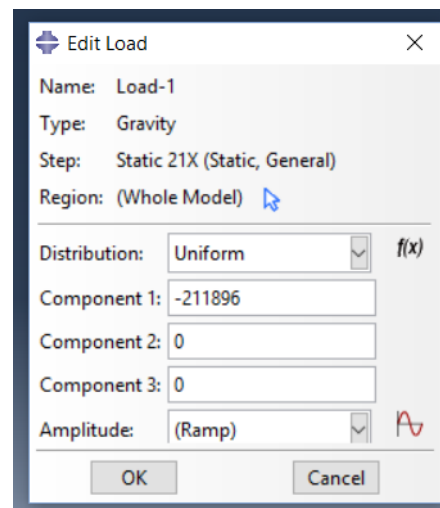 Edit Load
Name: Load-1
Type: Gravity
Step: Static 21X (Static, General)
Region: (Whole Model)
Distribution: Uniform f(x)
Component 1: -211896
Component 2: 0
Component 3: 0
Amplitude: (Ramp)
OK Cancel